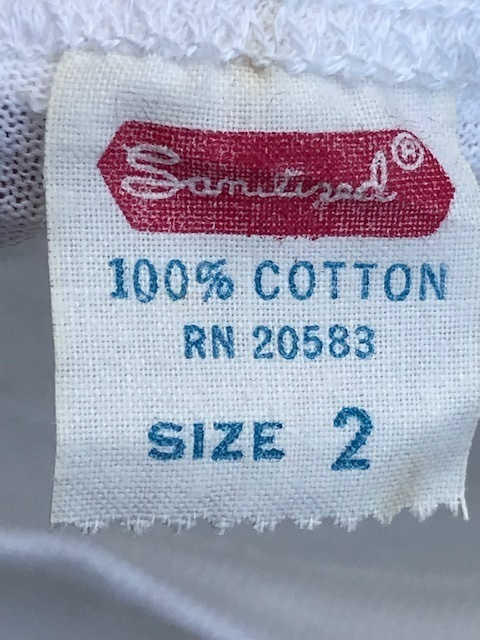 Sanitized®
100% COTTON
RN 20583
SIZE 2